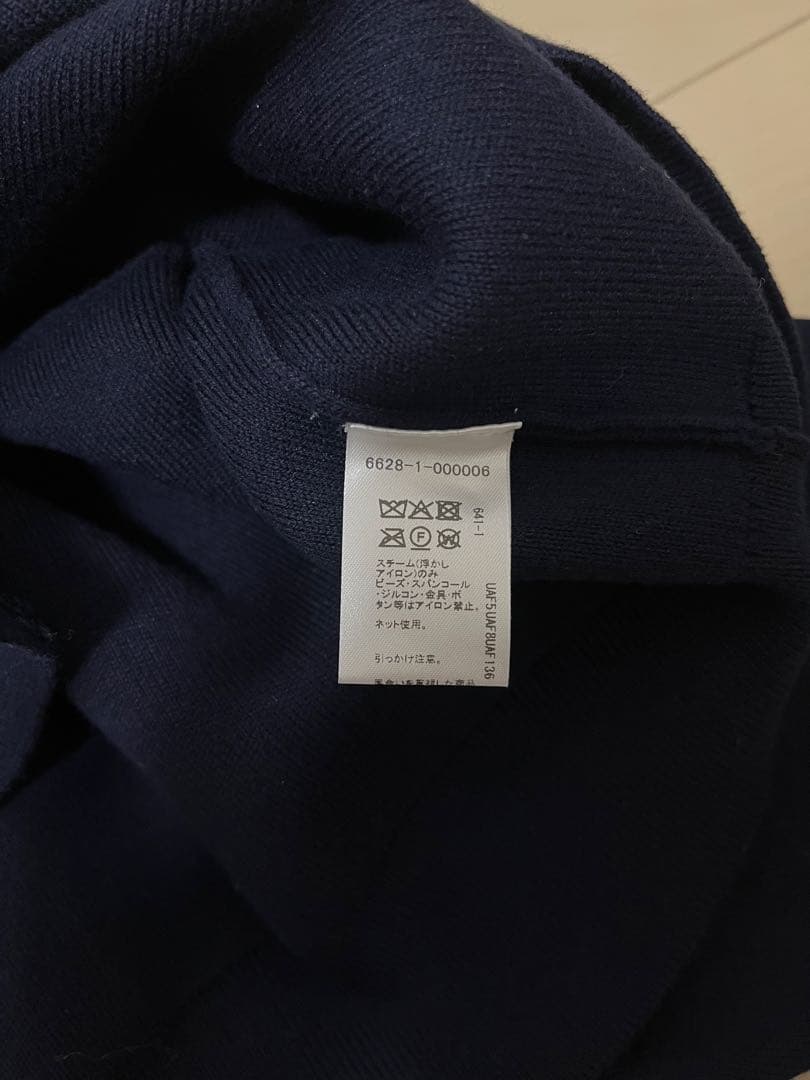 6628-1-000006
641-1
F
W
スチーム(浮かし
アイロン)のみ
ビーズ・スパンコール
・ジルコン・金具・ボ
タン等はアイロン禁止。
ネット使用。
引っかけ注意。
UAF5UAF8UAF136